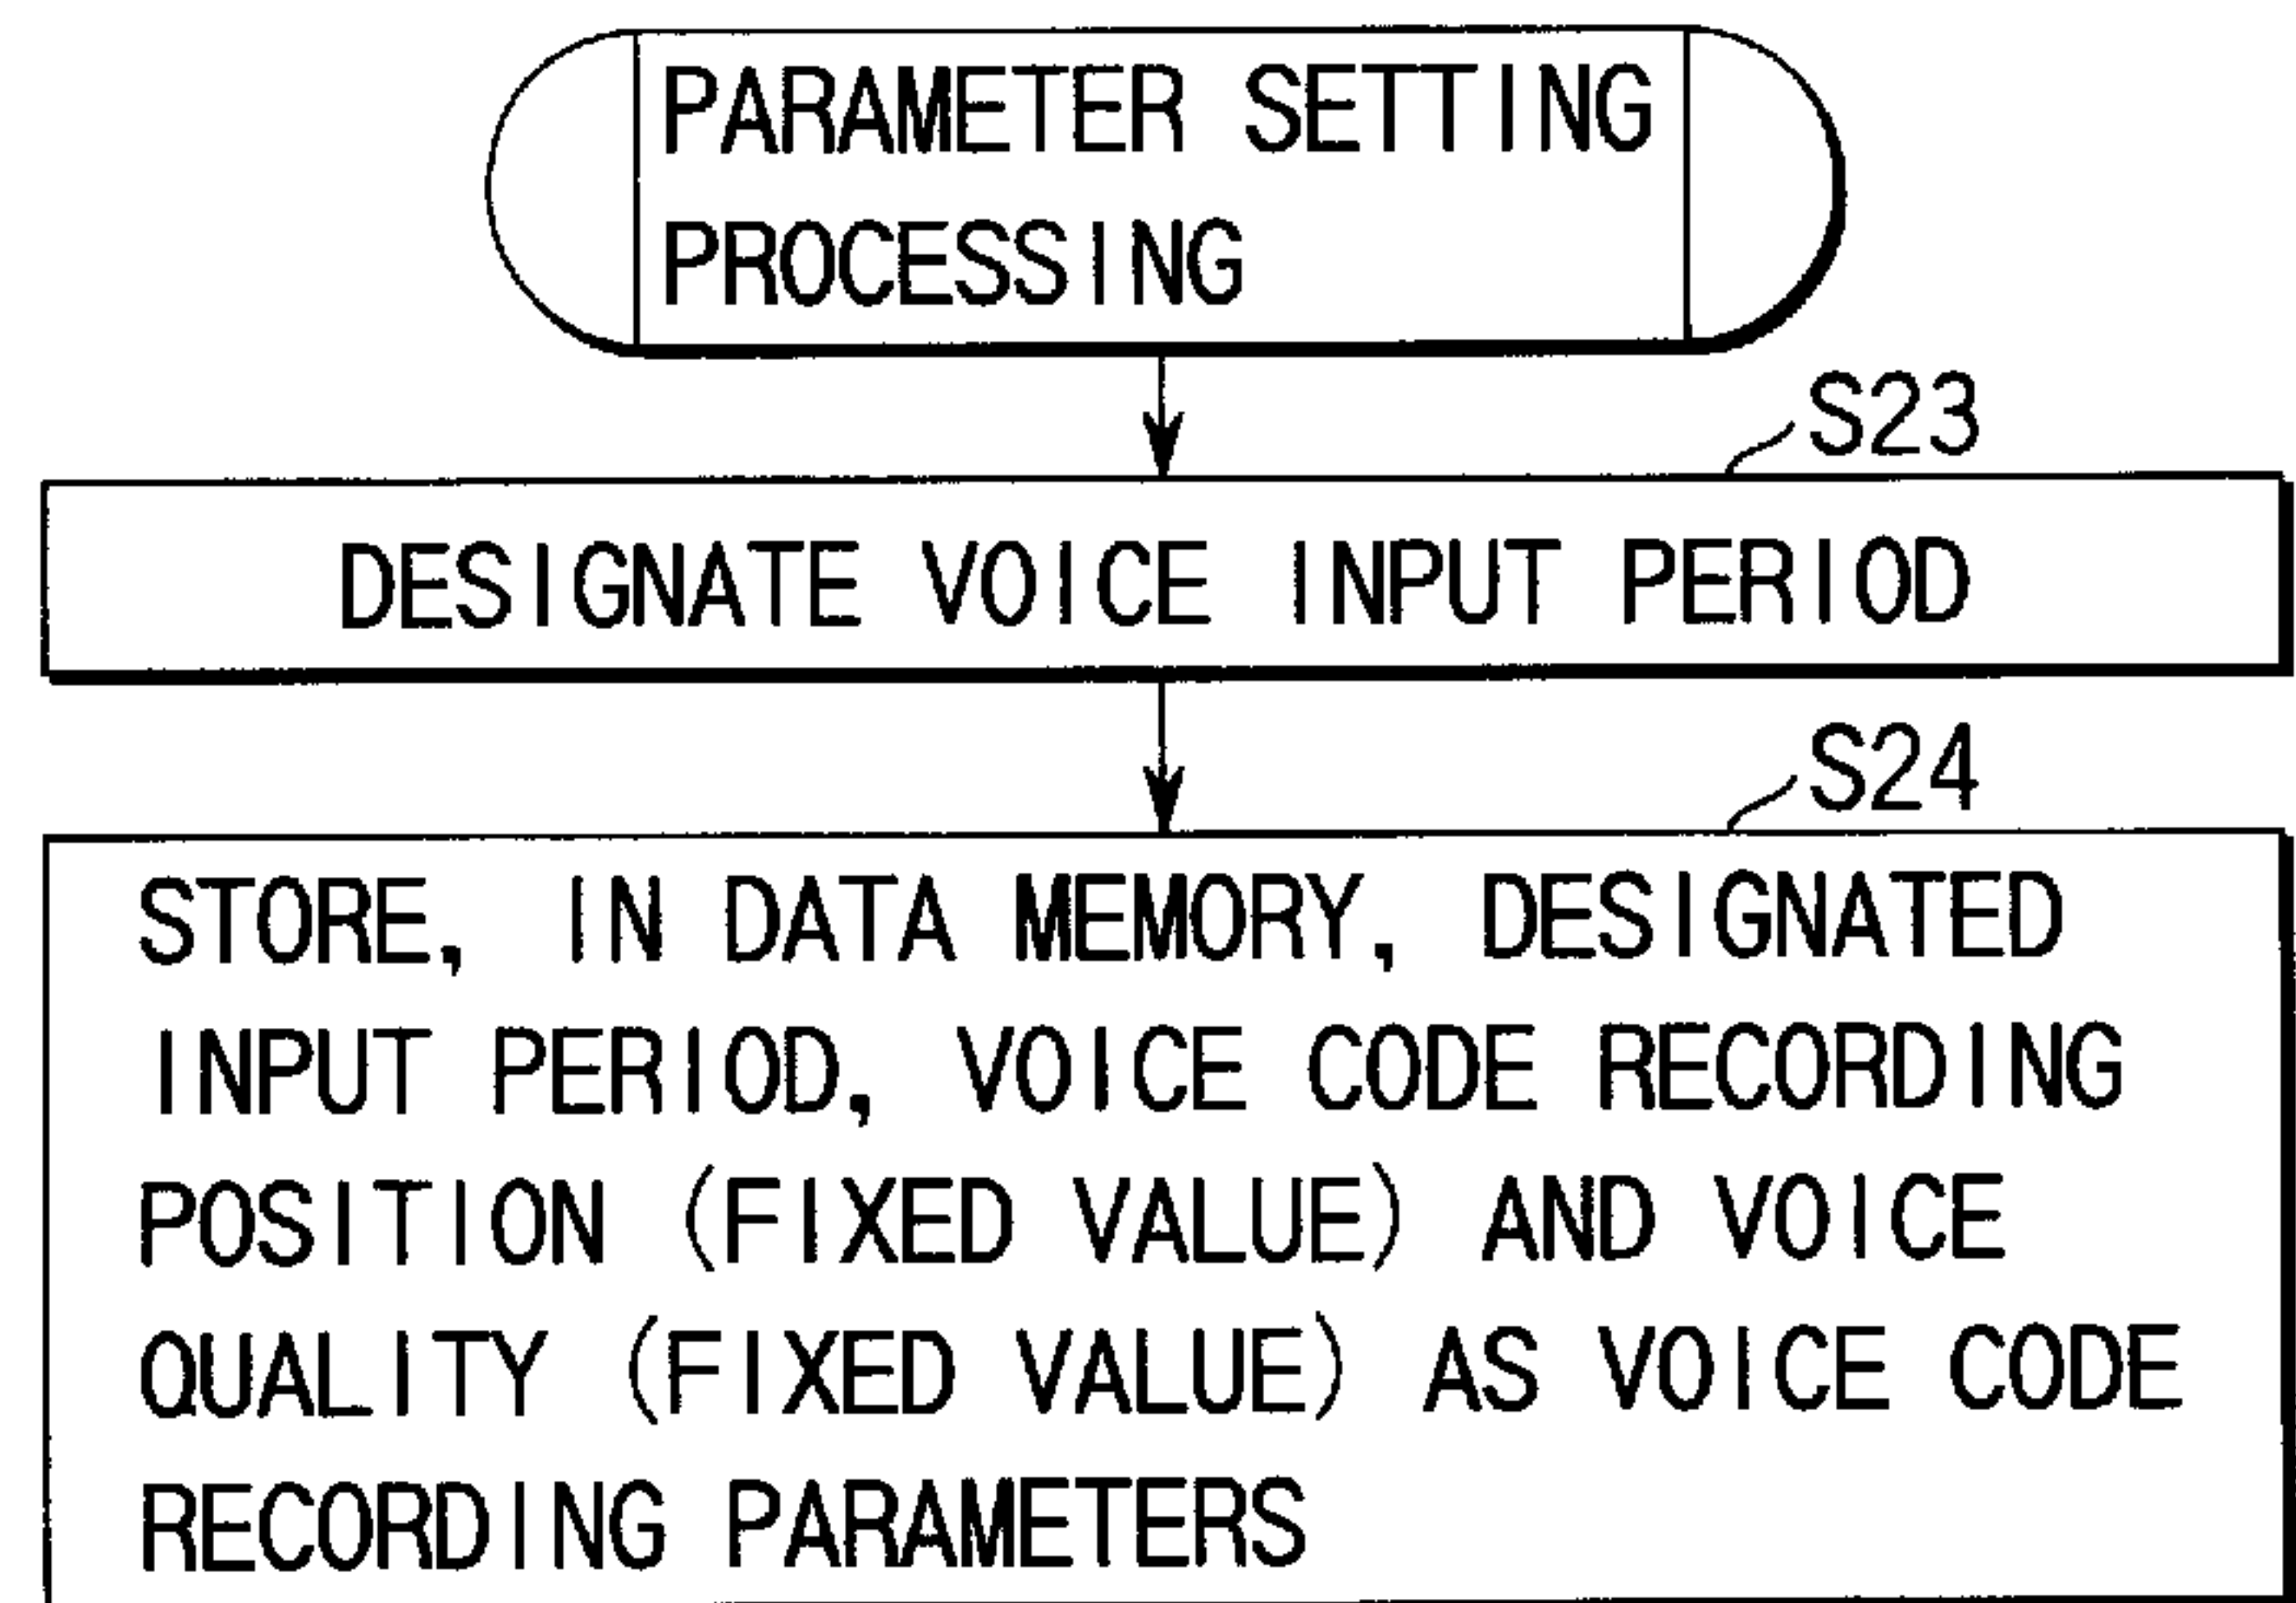 PARAMETER SETTING
PROCESSING
S23
DESIGNATE VOICE INPUT PERIOD
S24
STORE, IN DATA MEMORY, DESIGNATED
INPUT PERIOD, VOICE CODE RECORDING
POSITION (FIXED VALUE) AND VOICE
QUALITY (FIXED VALUE) AS VOICE CODE
RECORDING PARAMETERS